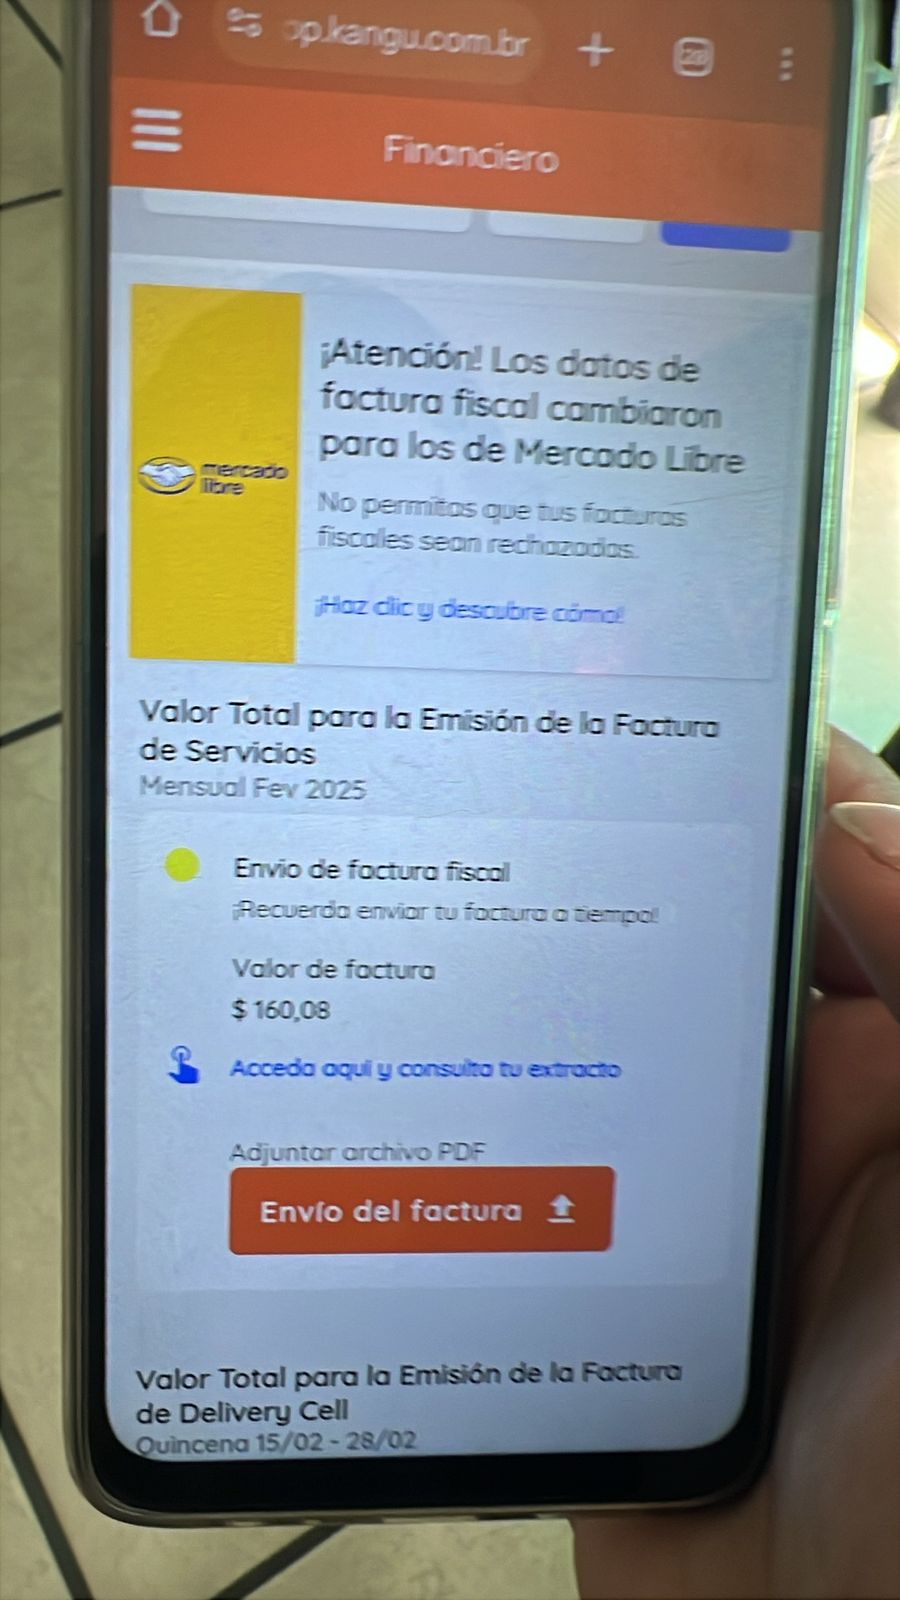 op.kangu.com.br
28
Financiero
¡Atención! Los datos de
factura fiscal cambiaron
para los de Mercado Libre
mercado
libre
No permitas que tus facturas
fiscales sean rechazadas.
¡Haz clic y descubre cómo!
Valor Total para la Emisión de la Factura
de Servicios
Mensual Fev 2025
Envio de factura fiscal
¡Recuerda enviar tu factura a tiempo!
Valor de factura
$ 160,08
Acceda aquí y consulta tu extracto
Adjuntar archivo PDF
Envío del factura
Valor Total para la Emisión de la Factura
de Delivery Cell
Quincena 15/02 - 28/02